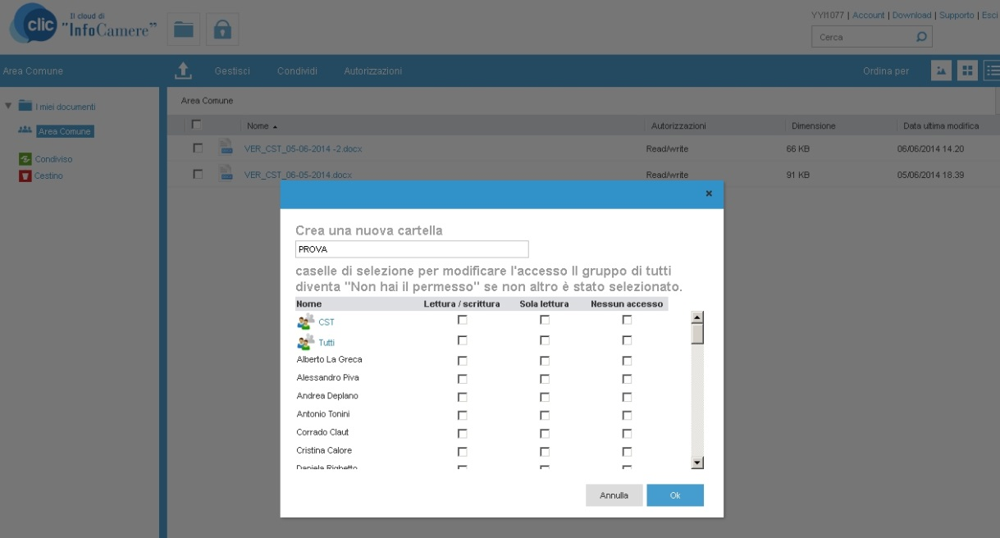 clic
Il cloud di
"InfoCamere"
YYI1077 | Account | Download | Supporto | Esci
Cerca
Area Comune
Gestisci Condividi Autorizzazioni Ordina per
I miei documenti
Area Comune
Condiviso
Cestino
Area Comune
Nome Autorizzazioni Dimensione Data ultima modifica
VER_CST_05-06-2014 -2.docx Read/write 66 KB 06/06/2014 14.20
VER_CST_06-05-2014.docx Read/write 91 KB 05/06/2014 18.39
×
Crea una nuova cartella
PROVA
caselle di selezione per modificare l'accesso Il gruppo di tutti
diventa "Non hai il permesso" se non altro è stato selezionato.
Nome Lettura / scrittura Sola lettura Nessun accesso
CST
Tutti
Alberto La Greca
Alessandro Piva
Andrea Deplano
Antonio Tonini
Corrado Claut
Cristina Calore
Daniela Righetto
Annulla Ok